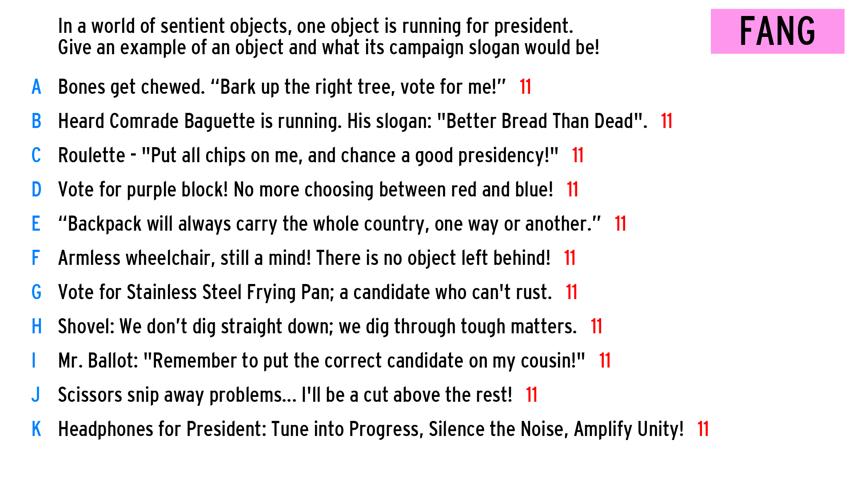 In a world of sentient objects, one object is running for president.
Give an example of an object and what its campaign slogan would be!
FANG
A Bones get chewed. “Bark up the right tree, vote for me!” 11
B Heard Comrade Baguette is running. His slogan: "Better Bread Than Dead". 11
C Roulette - "Put all chips on me, and chance a good presidency!" 11
D Vote for purple block! No more choosing between red and blue! 11
E “Backpack will always carry the whole country, one way or another.” 11
F Armless wheelchair, still a mind! There is no object left behind! 11
G Vote for Stainless Steel Frying Pan; a candidate who can't rust. 11
H Shovel: We don’t dig straight down; we dig through tough matters. 11
I Mr. Ballot: "Remember to put the correct candidate on my cousin!" 11
J Scissors snip away problems... I'll be a cut above the rest! 11
K Headphones for President: Tune into Progress, Silence the Noise, Amplify Unity! 11